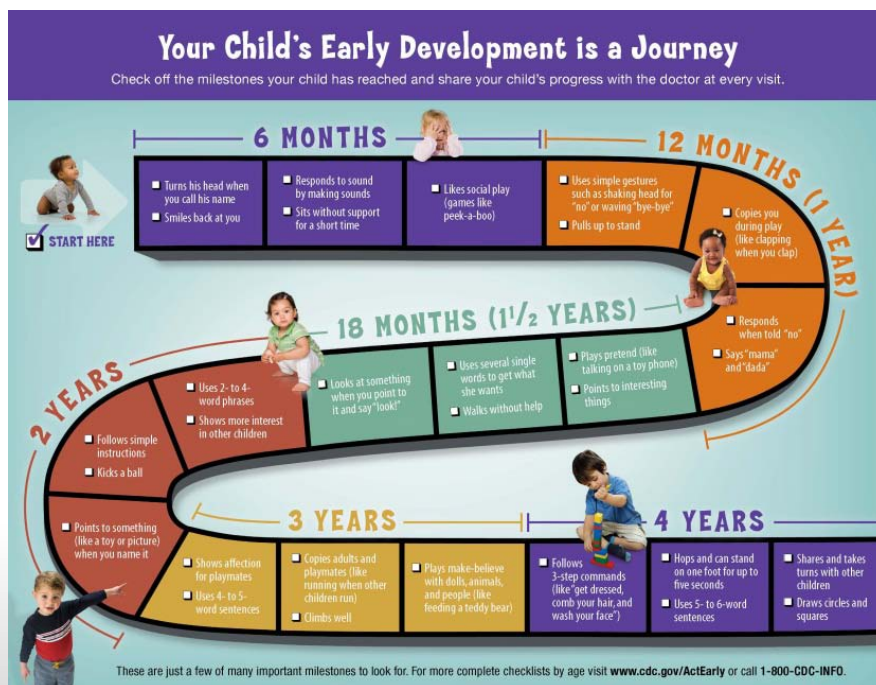 Your Child's Early Development is a Journey
Check off the milestones your child has reached and share your child's progress with the doctor at every visit.
6 MONTHS
12 MONTHS (1 YEAR)
START HERE
Turns his head when
you call his name
Smiles back at you
Responds to sound
by making sounds
Sits without support
for a short time
Likes social play
(games like
peek-a-boo)
Uses simple gestures
such as shaking head for
"no" or waving "bye-bye"
Pulls up to stand
Copies you
during play
(like clapping
when you clap)
Responds
when told "no"
Says "mama"
and "dada"
18 MONTHS (1 1/2 YEARS)
Plays pretend (like
talking on a toy phone)
Points to interesting
things
Uses several single
words to get what
she wants
Walks without help
Looks at something
when you point to
it and say "look!"
2 YEARS
Uses 2- to 4-
word phrases
Shows more interest
in other children
Follows simple
instructions
Kicks a ball
Points to something
(like a toy or picture)
when you name it
3 YEARS
Shows affection
for playmates
Uses 4- to 5-
word sentences
Copies adults and
playmates (like
running when other
children run)
Climbs well
Plays make-believe
with dolls, animals,
and people (like
feeding a teddy bear)
4 YEARS
Follows
3-step commands
(like "get dressed,
comb your hair, and
wash your face")
Hops and can stand
on one foot for up to
five seconds
Uses 5- to 6-word
sentences
Shares and takes
turns with other
children
Draws circles and
squares
These are just a few of many important milestones to look for. For more complete checklists by age visit www.cdc.gov/ActEarly or call 1-800-CDC-INFO.